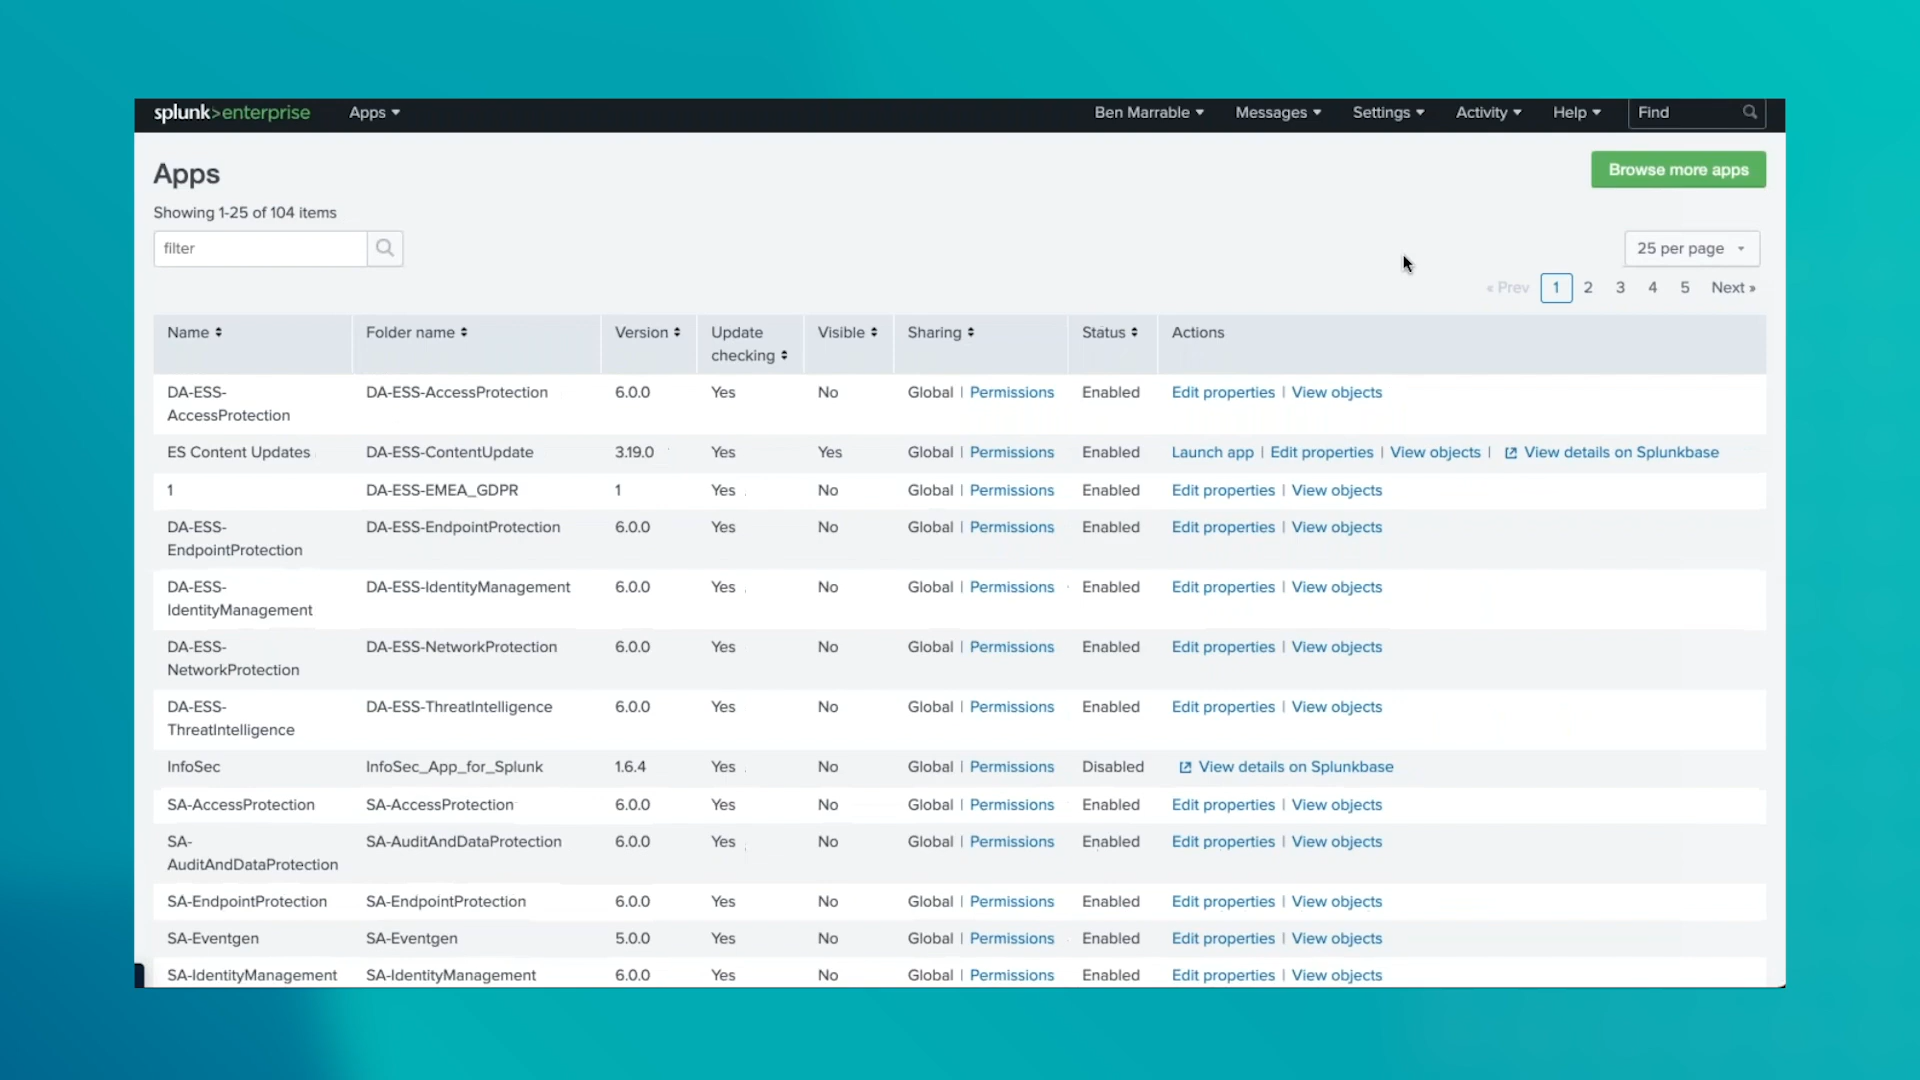 splunk>enterprise Apps Ben Marrable Messages Settings Activity Help Find
Apps Browse more apps
Showing 1-25 of 104 items
filter 25 per page
« Prev 1 2 3 4 5 Next »
Name Folder name Version Update checking Visible Sharing Status Actions
DA-ESS-AccessProtection DA-ESS-AccessProtection 6.0.0 Yes No Global | Permissions Enabled Edit properties | View objects
ES Content Updates DA-ESS-ContentUpdate 3.19.0 Yes Yes Global | Permissions Enabled Launch app | Edit properties | View objects | View details on Splunkbase
1 DA-ESS-EMEA_GDPR 1 Yes No Global | Permissions Enabled Edit properties | View objects
DA-ESS-EndpointProtection DA-ESS-EndpointProtection 6.0.0 Yes No Global | Permissions Enabled Edit properties | View objects
DA-ESS-IdentityManagement DA-ESS-IdentityManagement 6.0.0 Yes No Global | Permissions Enabled Edit properties | View objects
DA-ESS-NetworkProtection DA-ESS-NetworkProtection 6.0.0 Yes No Global | Permissions Enabled Edit properties | View objects
DA-ESS-ThreatIntelligence DA-ESS-ThreatIntelligence 6.0.0 Yes No Global | Permissions Enabled Edit properties | View objects
InfoSec InfoSec_App_for_Splunk 1.6.4 Yes No Global | Permissions Disabled View details on Splunkbase
SA-AccessProtection SA-AccessProtection 6.0.0 Yes No Global | Permissions Enabled Edit properties | View objects
SA-AuditAndDataProtection SA-AuditAndDataProtection 6.0.0 Yes No Global | Permissions Enabled Edit properties | View objects
SA-EndpointProtection SA-EndpointProtection 6.0.0 Yes No Global | Permissions Enabled Edit properties | View objects
SA-Eventgen SA-Eventgen 5.0.0 Yes No Global | Permissions Enabled Edit properties | View objects
SA-IdentityManagement SA-IdentityManagement 6.0.0 Yes No Global | Permissions Enabled Edit properties | View objects